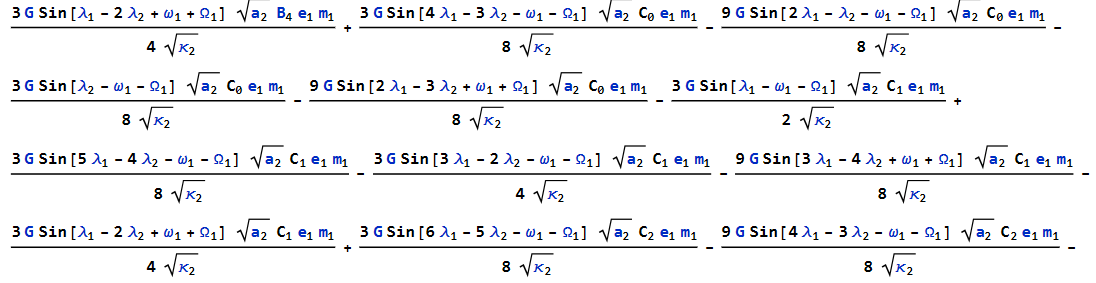 3 G Sin[λ₁ - 2 λ₂ + ω₁ + Ω₁] √a₂ B₄ e₁ m₁ / 4 √κ₂ + 3 G Sin[4 λ₁ - 3 λ₂ - ω₁ - Ω₁] √a₂ C₀ e₁ m₁ / 8 √κ₂ - 9 G Sin[2 λ₁ - λ₂ - ω₁ - Ω₁] √a₂ C₀ e₁ m₁ / 8 √κ₂ -
3 G Sin[λ₂ - ω₁ - Ω₁] √a₂ C₀ e₁ m₁ / 8 √κ₂ - 9 G Sin[2 λ₁ - 3 λ₂ + ω₁ + Ω₁] √a₂ C₀ e₁ m₁ / 8 √κ₂ - 3 G Sin[λ₁ - ω₁ - Ω₁] √a₂ C₁ e₁ m₁ / 2 √κ₂ +
3 G Sin[5 λ₁ - 4 λ₂ - ω₁ - Ω₁] √a₂ C₁ e₁ m₁ / 8 √κ₂ - 3 G Sin[3 λ₁ - 2 λ₂ - ω₁ - Ω₁] √a₂ C₁ e₁ m₁ / 4 √κ₂ - 9 G Sin[3 λ₁ - 4 λ₂ + ω₁ + Ω₁] √a₂ C₁ e₁ m₁ / 8 √κ₂ -
3 G Sin[λ₁ - 2 λ₂ + ω₁ + Ω₁] √a₂ C₁ e₁ m₁ / 4 √κ₂ + 3 G Sin[6 λ₁ - 5 λ₂ - ω₁ - Ω₁] √a₂ C₂ e₁ m₁ / 8 √κ₂ - 9 G Sin[4 λ₁ - 3 λ₂ - ω₁ - Ω₁] √a₂ C₂ e₁ m₁ / 8 √κ₂ -